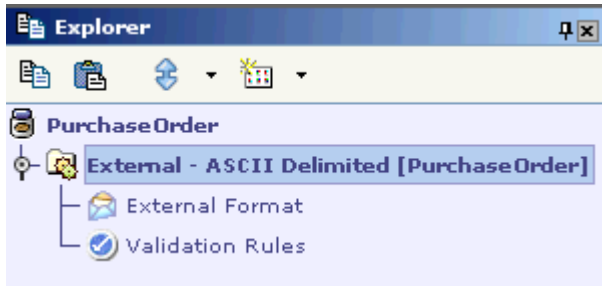 Explorer
PurchaseOrder
External - ASCII Delimited [PurchaseOrder]
External Format
Validation Rules